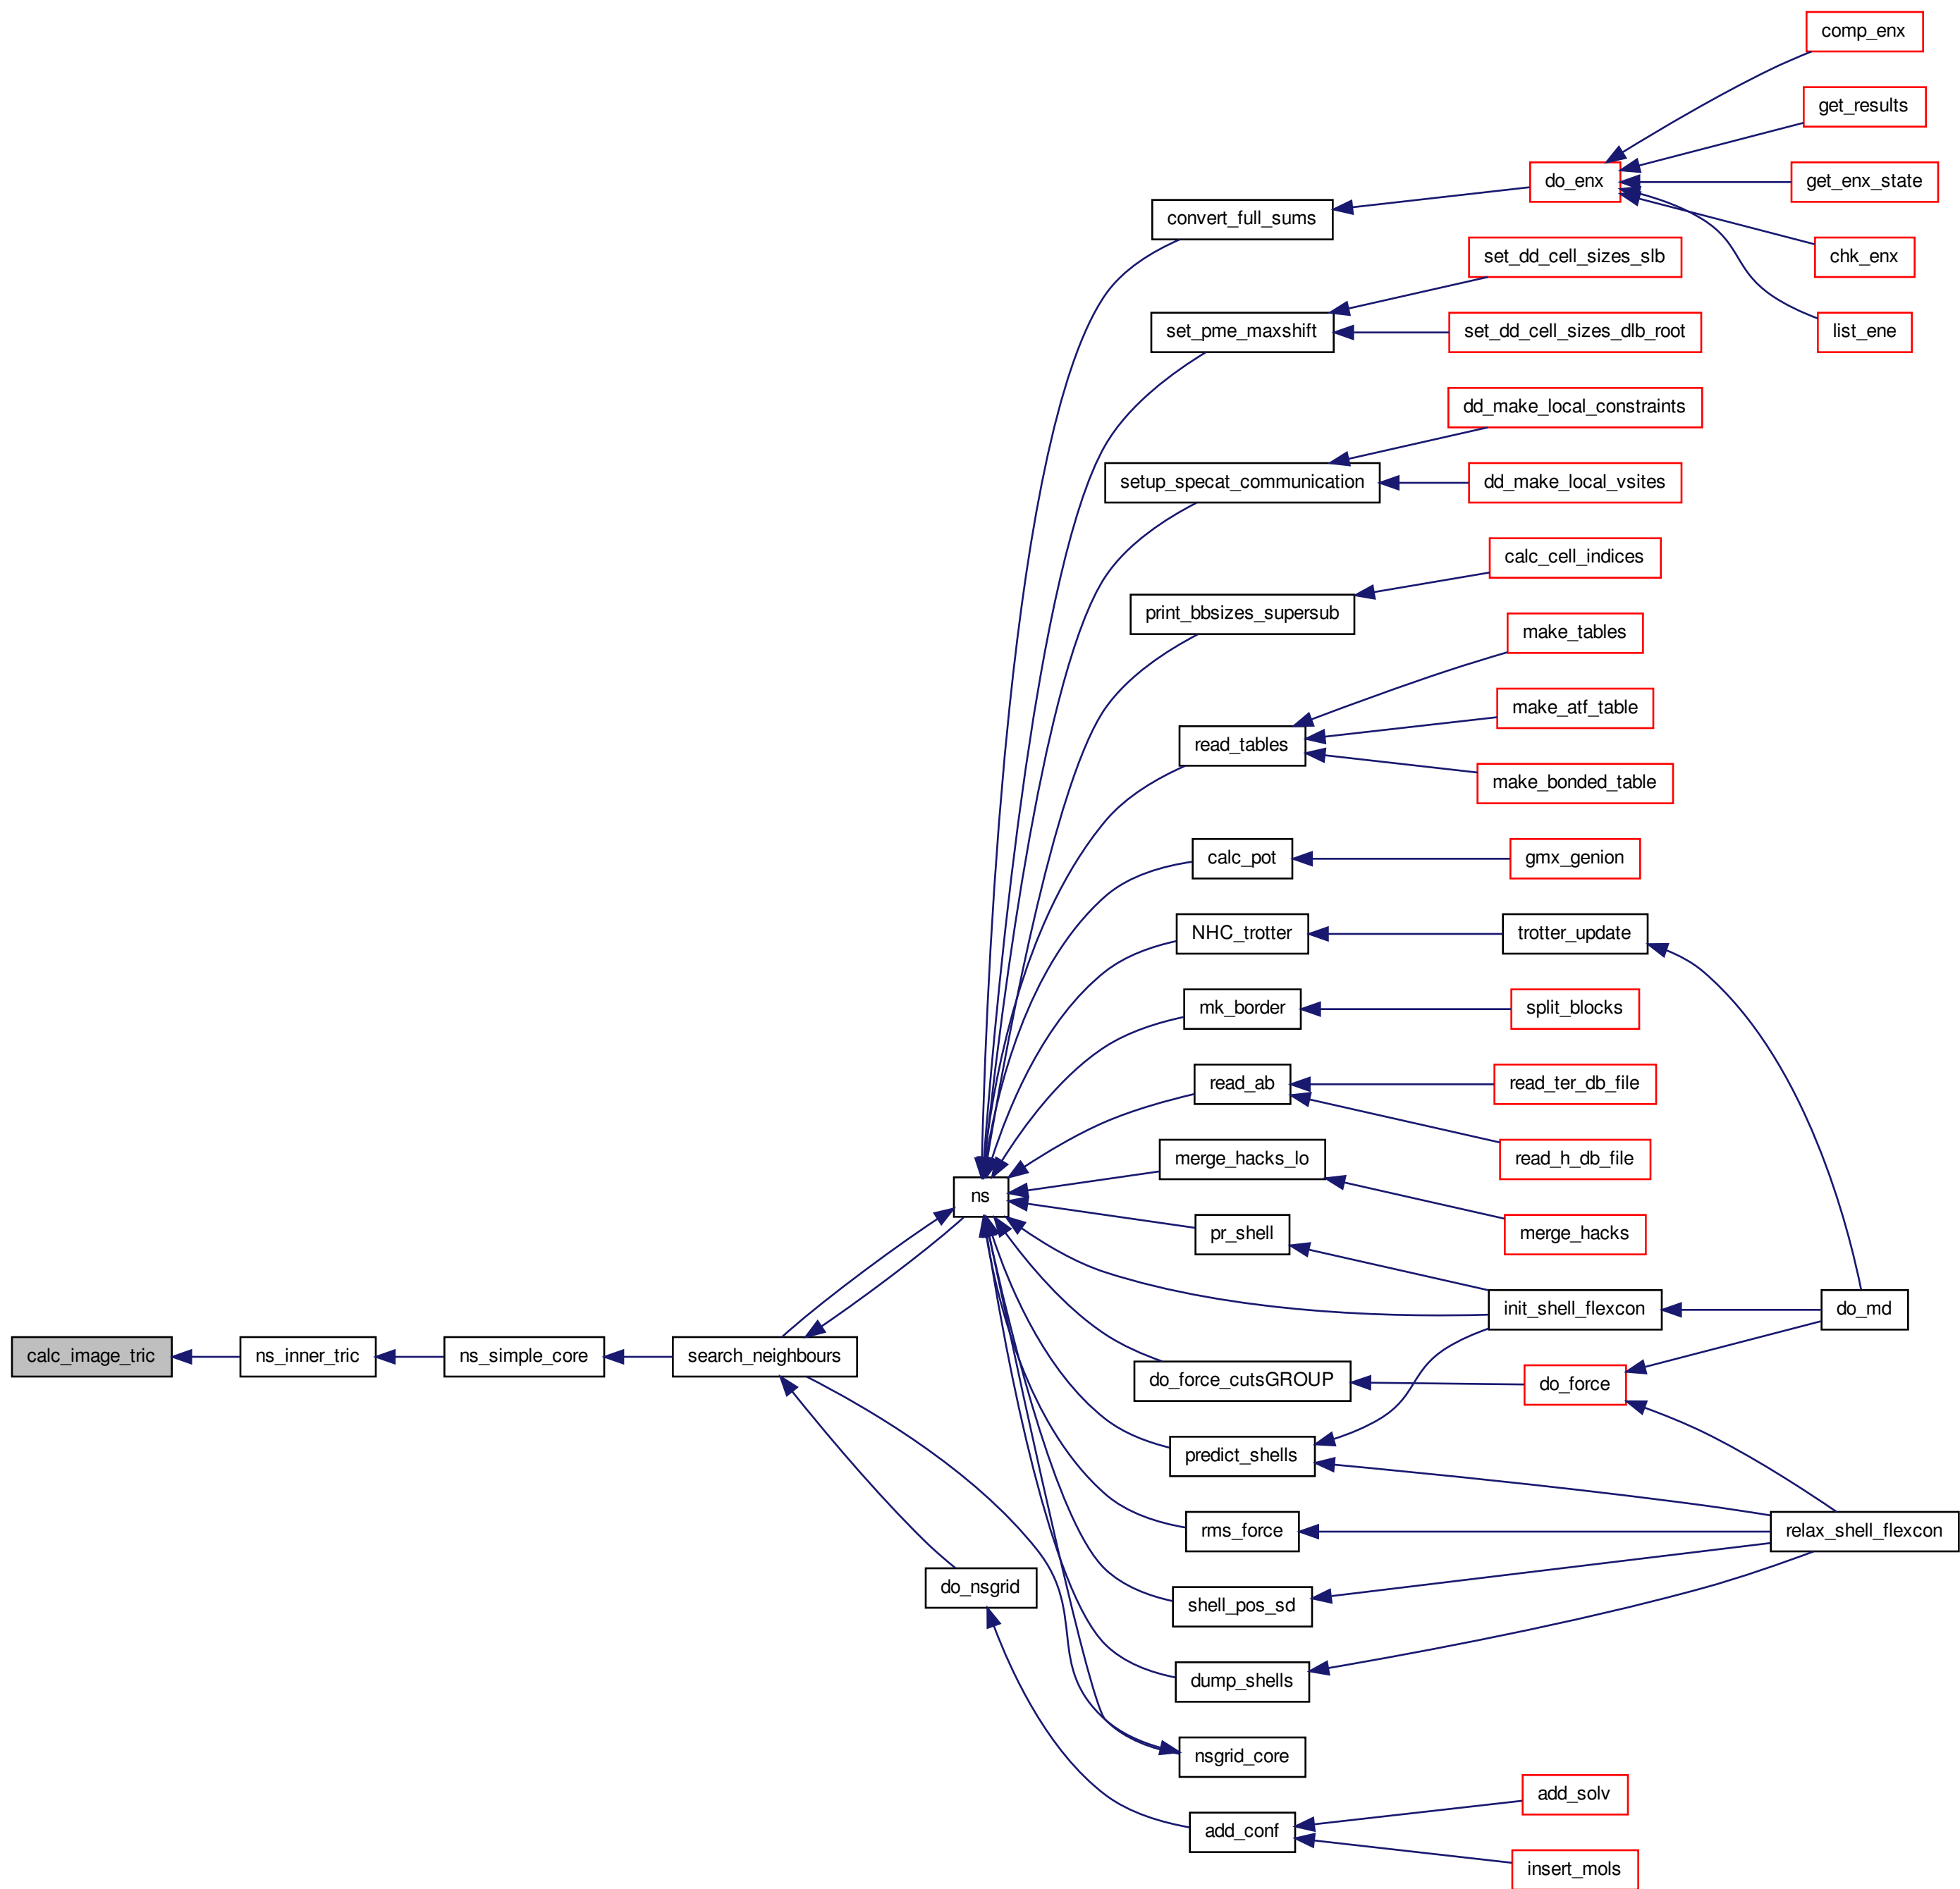 comp_enx
get_results
do_enx
get_enx_state
convert_full_sums
chk_enx
set_dd_cell_sizes_slb
set_pme_maxshift
set_dd_cell_sizes_dlb_root
list_ene
dd_make_local_constraints
setup_specat_communication
dd_make_local_vsites
calc_cell_indices
print_bbsizes_supersub
make_tables
make_atf_table
read_tables
make_bonded_table
calc_pot
gmx_genion
NHC_trotter
trotter_update
mk_border
split_blocks
read_ab
read_ter_db_file
merge_hacks_lo
read_h_db_file
ns
pr_shell
merge_hacks
init_shell_flexcon
do_md
calc_image_tric
ns_inner_tric
ns_simple_core
search_neighbours
do_force_cutsGROUP
do_force
predict_shells
rms_force
relax_shell_flexcon
do_nsgrid
shell_pos_sd
dump_shells
nsgrid_core
add_solv
add_conf
insert_mols